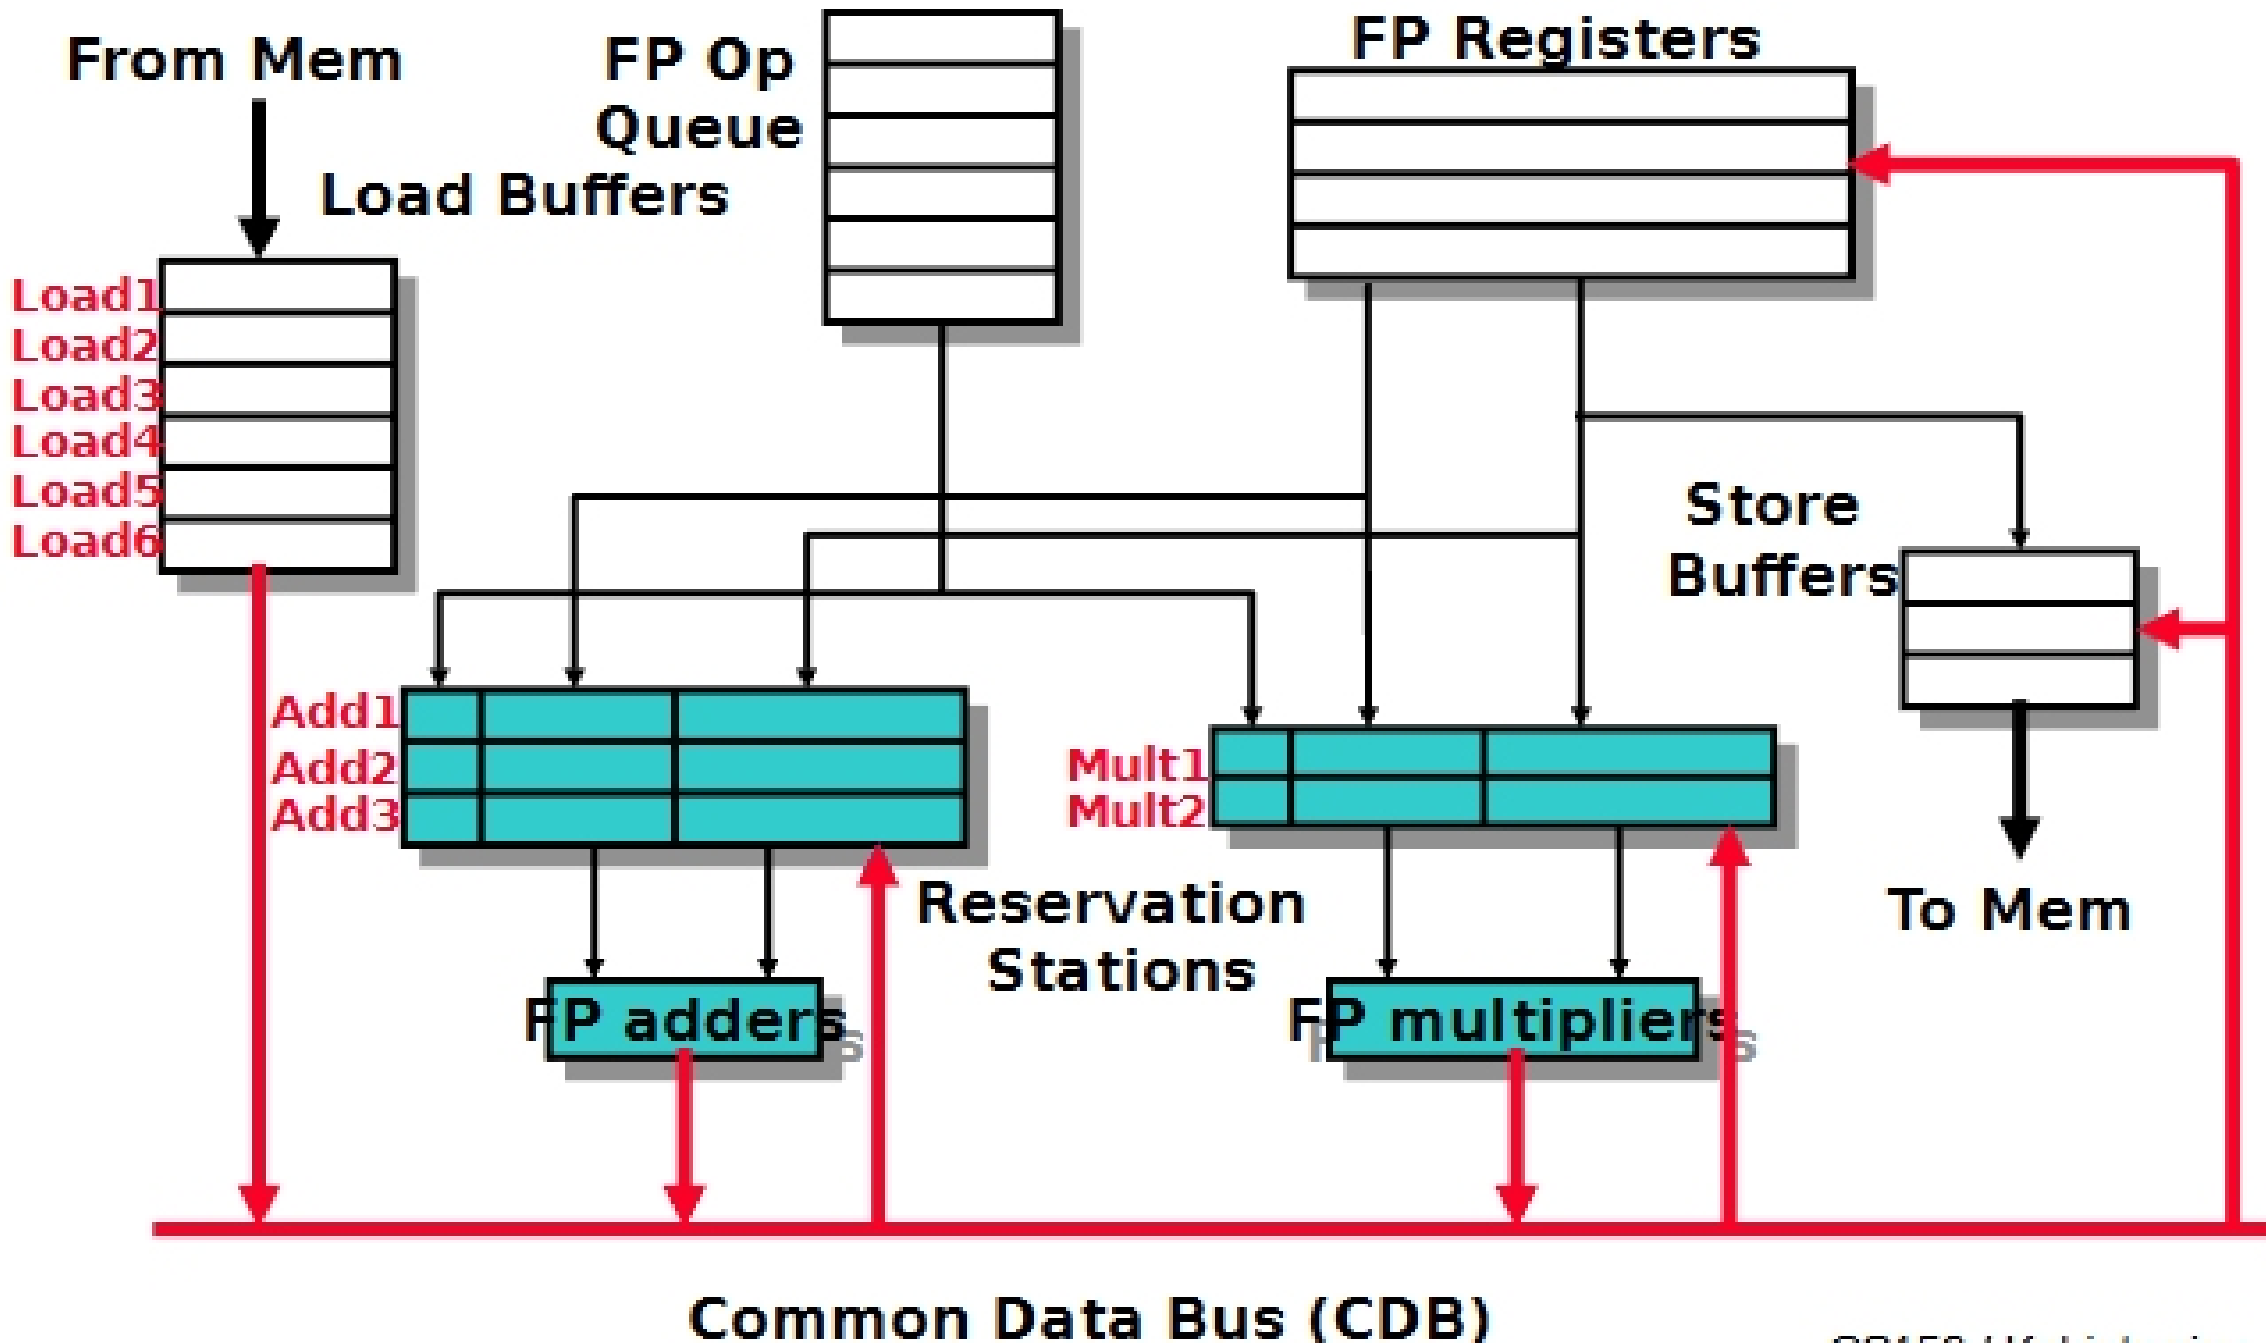 From Mem
FP Op
Queue
FP Registers
Load Buffers
Load1
Load2
Load3
Load4
Load5
Load6
Store
Buffers
Add1
Add2
Add3
Mult1
Mult2
Reservation
Stations
To Mem
FP adders
FP multipliers
Common Data Bus (CDB)